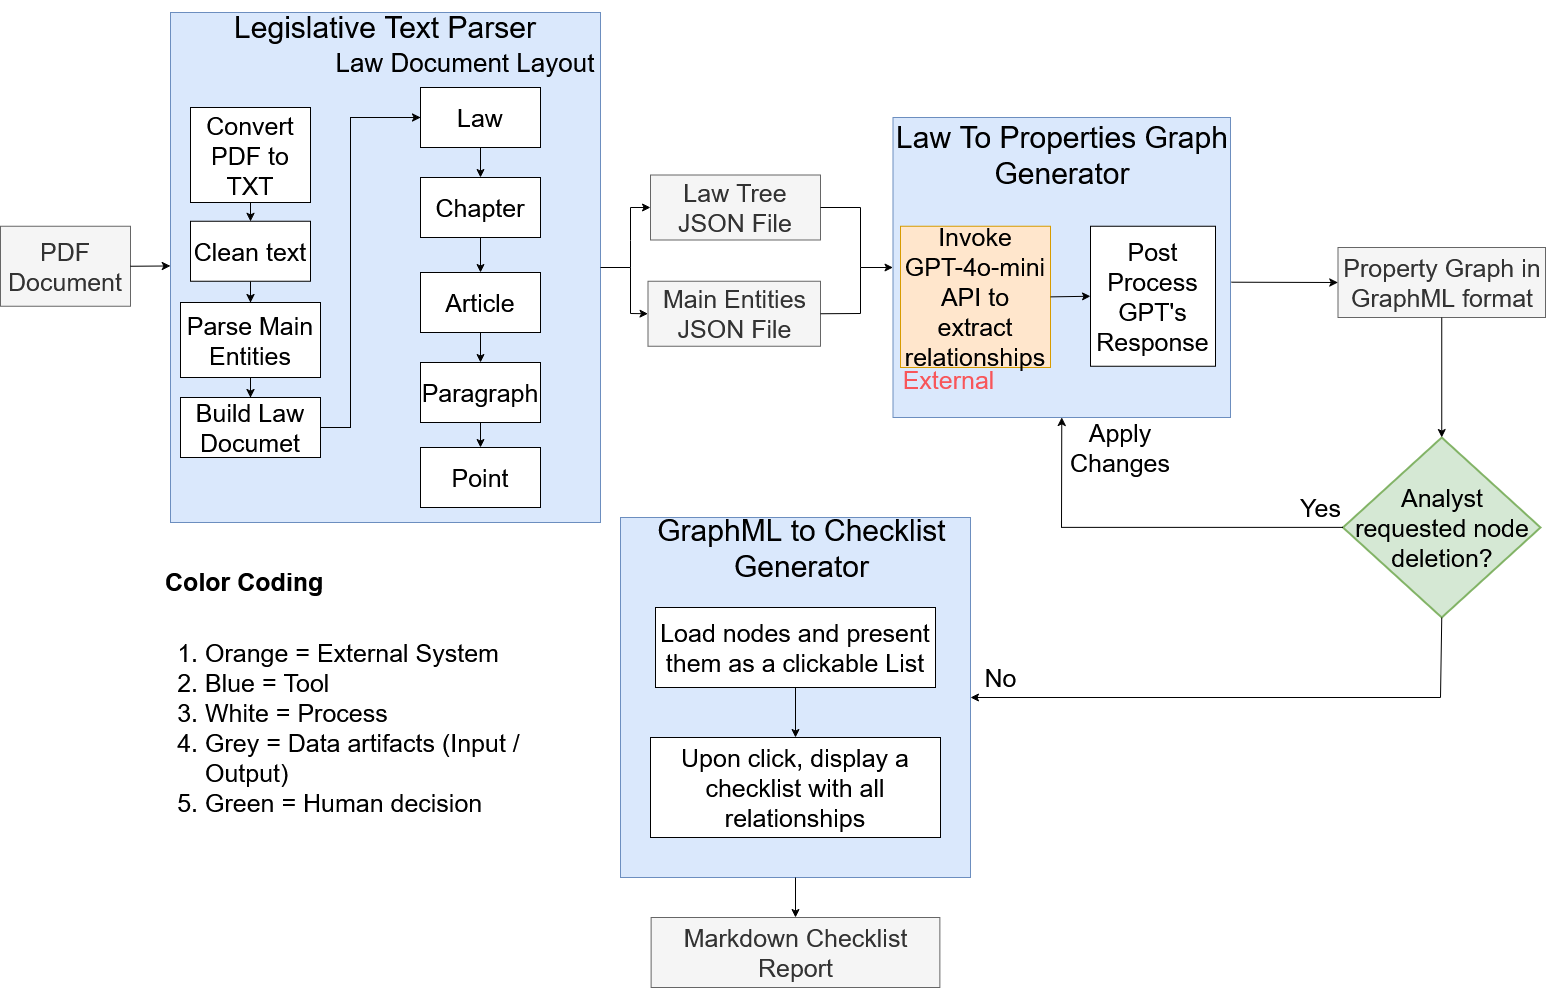 Legislative Text Parser
Law Document Layout
PDF
Document
Convert
PDF to
TXT
Clean text
Parse Main
Entities
Build Law
Documet
Law
Chapter
Article
Paragraph
Point
Law Tree
JSON File
Main Entities
JSON File
Law To Properties Graph
Generator
Invoke
GPT-4o-mini
API to
extract
relationships
External
Post
Process
GPT's
Response
Property Graph in
GraphML format
Apply
Changes
Yes
Analyst
requested node
deletion?
No
GraphML to Checklist
Generator
Load nodes and present
them as a clickable List
Upon click, display a
checklist with all
relationships
Markdown Checklist
Report
Color Coding
1. Orange = External System
2. Blue = Tool
3. White = Process
4. Grey = Data artifacts (Input /
Output)
5. Green = Human decision